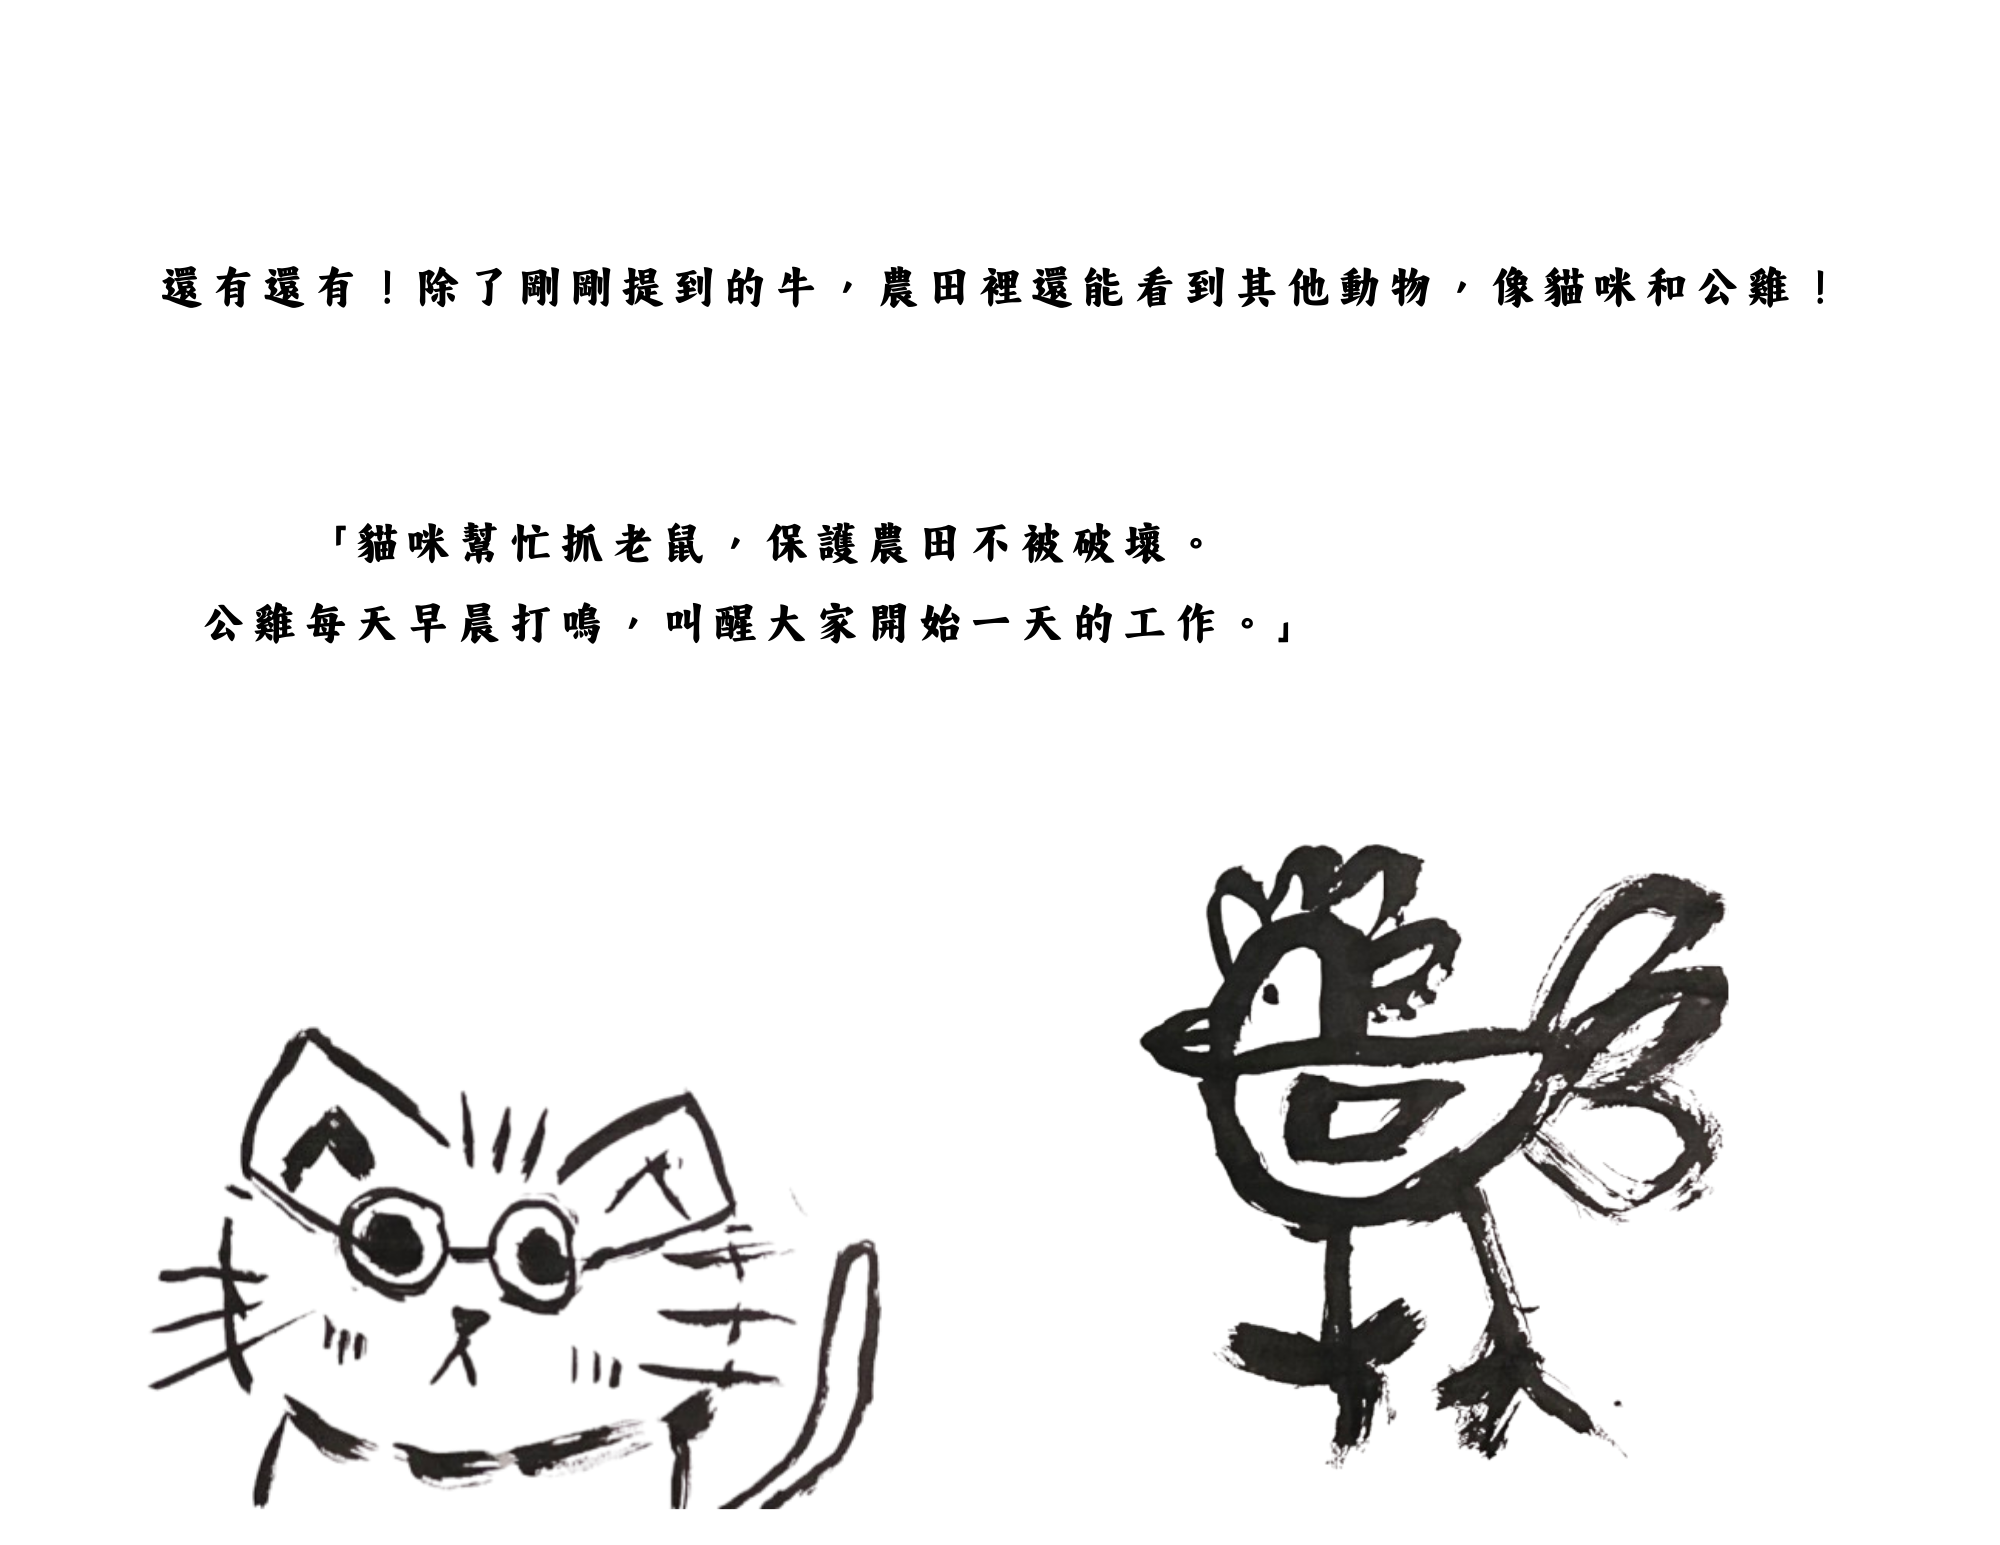 還有還有！除了剛剛提到的牛，農田裡還能看到其他動物，像貓咪和公雞！
「貓咪幫忙抓老鼠，保護農田不被破壞。
公雞每天早晨打鳴，叫醒大家開始一天的工作。」